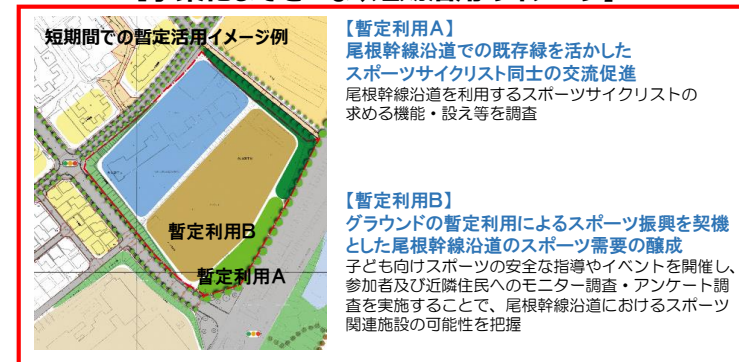 短期間での暫定活用イメージ例
暫定利用B
暫定利用A
【暫定利用A】
尾根幹線沿道での既存緑を活かした
スポーツサイクリスト同士の交流促進
尾根幹線沿道を利用するスポーツサイクリストの
求める機能・設え等を調査
【暫定利用B】
グラウンドの暫定利用によるスポーツ振興を契機
とした尾根幹線沿道のスポーツ需要の醸成
子ども向けスポーツの安全な指導やイベントを開催し、
参加者及び近隣住民へのモニター調査・アンケート調
査を実施することで、尾根幹線沿道におけるスポーツ
関連施設の可能性を把握